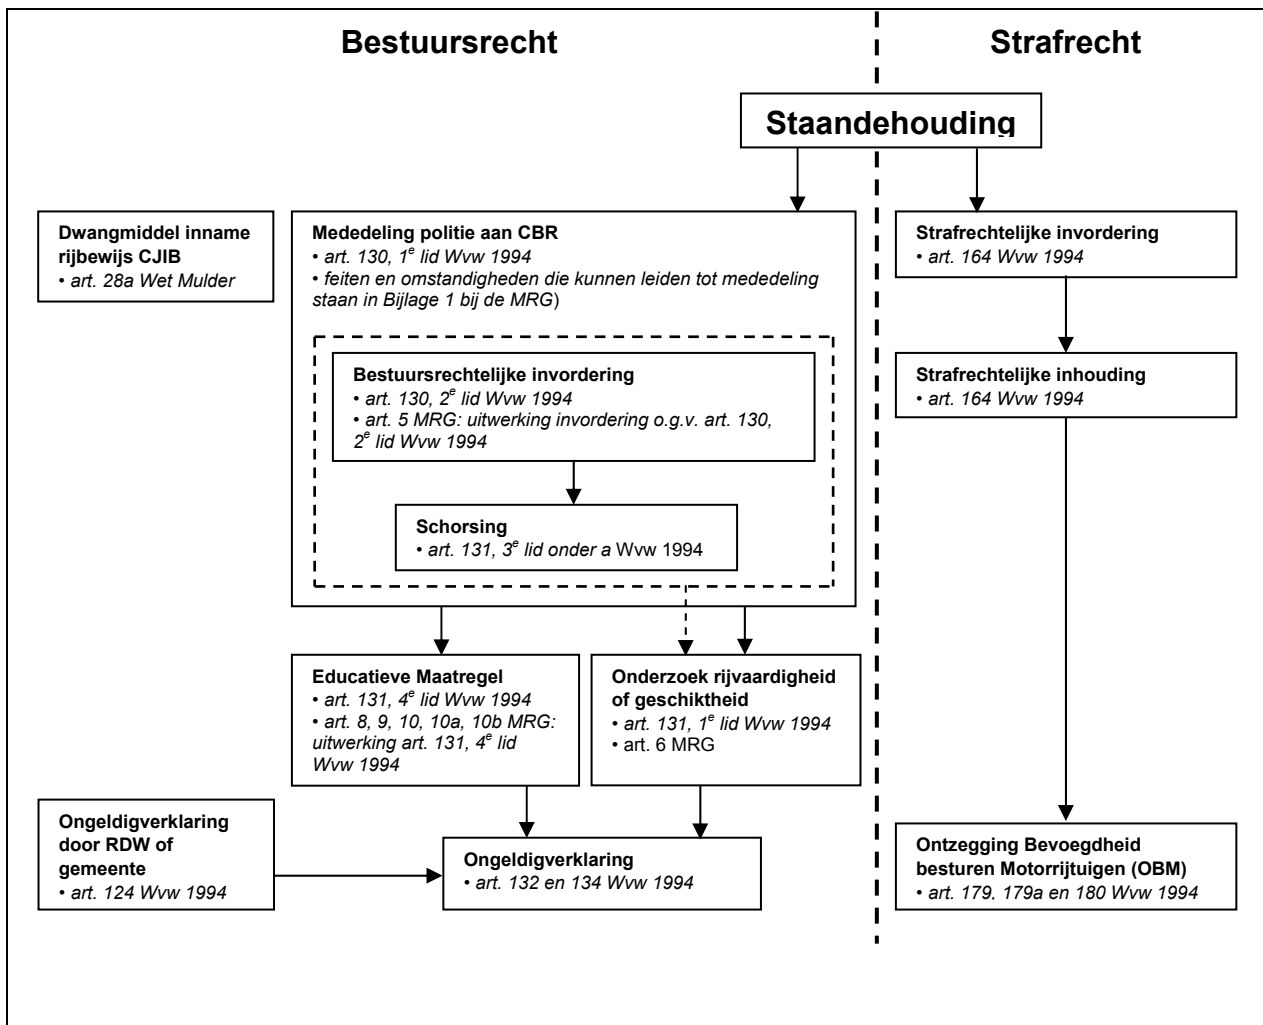 Bestuursrecht
Strafrecht
Staandehouding
Dwangmiddel inname
rijbewijs CJIB
• art. 28a Wet Mulder
Mededeling politie aan CBR
• art. 130, 1e lid Wvw 1994
• feiten en omstandigheden die kunnen leiden tot mededeling
staan in Bijlage 1 bij de MRG)
Bestuursrechtelijke invordering
• art. 130, 2e lid Wvw 1994
• art. 5 MRG: uitwerking invordering o.g.v. art. 130,
2e lid Wvw 1994
Schorsing
• art. 131, 3e lid onder a Wvw 1994
Educatieve Maatregel
• art. 131, 4e lid Wvw 1994
• art. 8, 9, 10, 10a, 10b MRG:
uitwerking art. 131, 4e lid
Wvw 1994
Onderzoek rijvaardigheid
of geschiktheid
• art. 131, 1e lid Wvw 1994
• art. 6 MRG
Ongeldigverklaring
door RDW of
gemeente
• art. 124 Wvw 1994
Ongeldigverklaring
• art. 132 en 134 Wvw 1994
Strafrechtelijke invordering
• art. 164 Wvw 1994
Strafrechtelijke inhouding
• art. 164 Wvw 1994
Ontzegging Bevoegdheid
besturen Motorrijtuigen (OBM)
• art. 179, 179a en 180 Wvw 1994